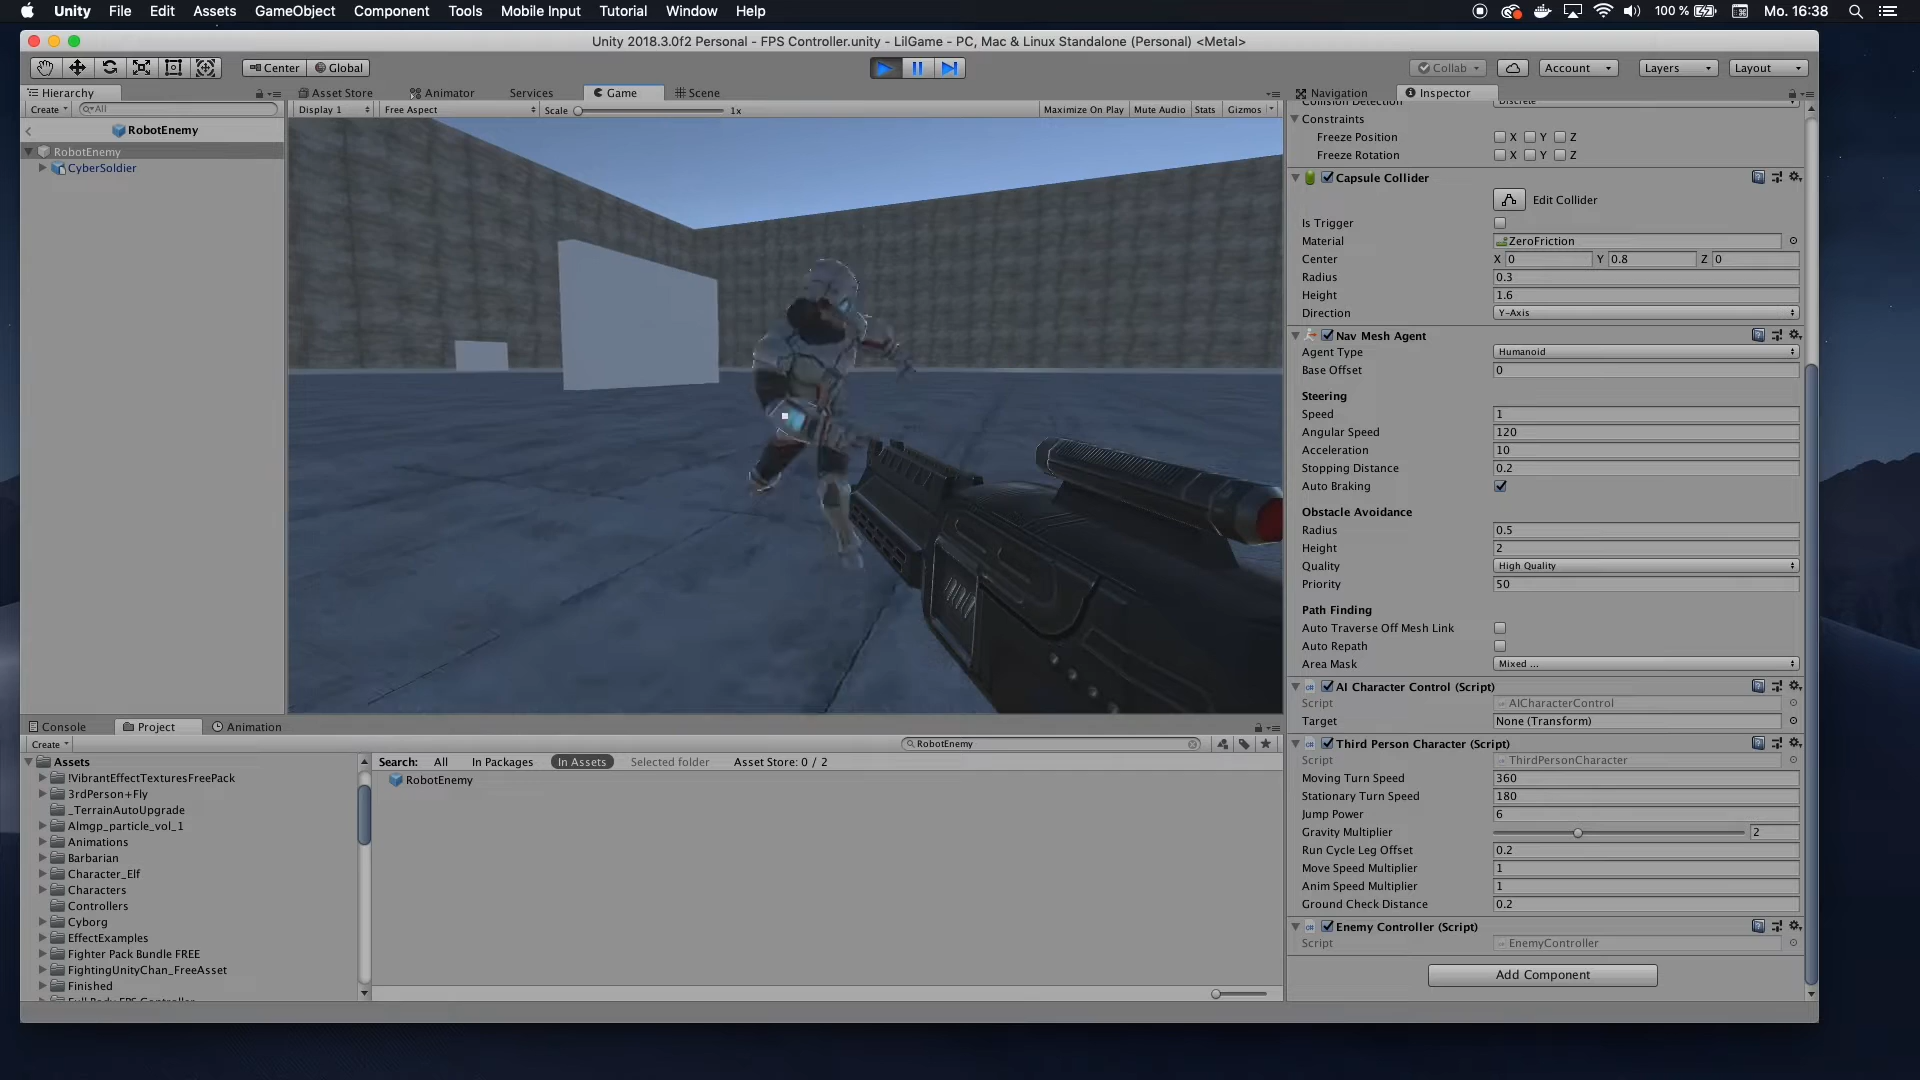 Unity File Edit Assets GameObject Component Tools Mobile Input Tutorial Window Help
100 % Mo. 16:38
Unity 2018.3.0f2 Personal - FPS Controller.unity - LilGame - PC, Mac & Linux Standalone (Personal) <Metal>
Center Global
Collab Account Layers Layout
Hierarchy
Create All
RobotEnemy
RobotEnemy
CyberSoldier
Asset Store Animator Services Game Scene
Display 1 Free Aspect Scale 1x Maximize On Play Mute Audio Stats Gizmos
Navigation Inspector
Collision Detection Discrete
Constraints
Freeze Position X Y Z
Freeze Rotation X Y Z
Capsule Collider
Edit Collider
Is Trigger
Material ZeroFriction
Center X 0 Y 0.8 Z 0
Radius 0.3
Height 1.6
Direction Y-Axis
Nav Mesh Agent
Agent Type Humanoid
Base Offset 0
Steering
Speed 1
Angular Speed 120
Acceleration 10
Stopping Distance 0.2
Auto Braking
Obstacle Avoidance
Radius 0.5
Height 2
Quality High Quality
Priority 50
Path Finding
Auto Traverse Off Mesh Link
Auto Repath
Area Mask Mixed ...
AI Character Control (Script)
Script AICharacterControl
Target None (Transform)
Third Person Character (Script)
Script ThirdPersonCharacter
Moving Turn Speed 360
Stationary Turn Speed 180
Jump Power 6
Gravity Multiplier 2
Run Cycle Leg Offset 0.2
Move Speed Multiplier 1
Anim Speed Multiplier 1
Ground Check Distance 0.2
Enemy Controller (Script)
Script EnemyController
Add Component
Console Project Animation
Create RobotEnemy
Assets
!VibrantEffectTexturesFreePack
3rdPerson+Fly
_TerrainAutoUpgrade
Almgp_particle_vol_1
Animations
Barbarian
Character_Elf
Characters
Controllers
Cyborg
EffectExamples
Fighter Pack Bundle FREE
FightingUnityChan_FreeAsset
Finished
Full Body FPS Controller
Search: All In Packages In Assets Selected folder Asset Store: 0 / 2
RobotEnemy